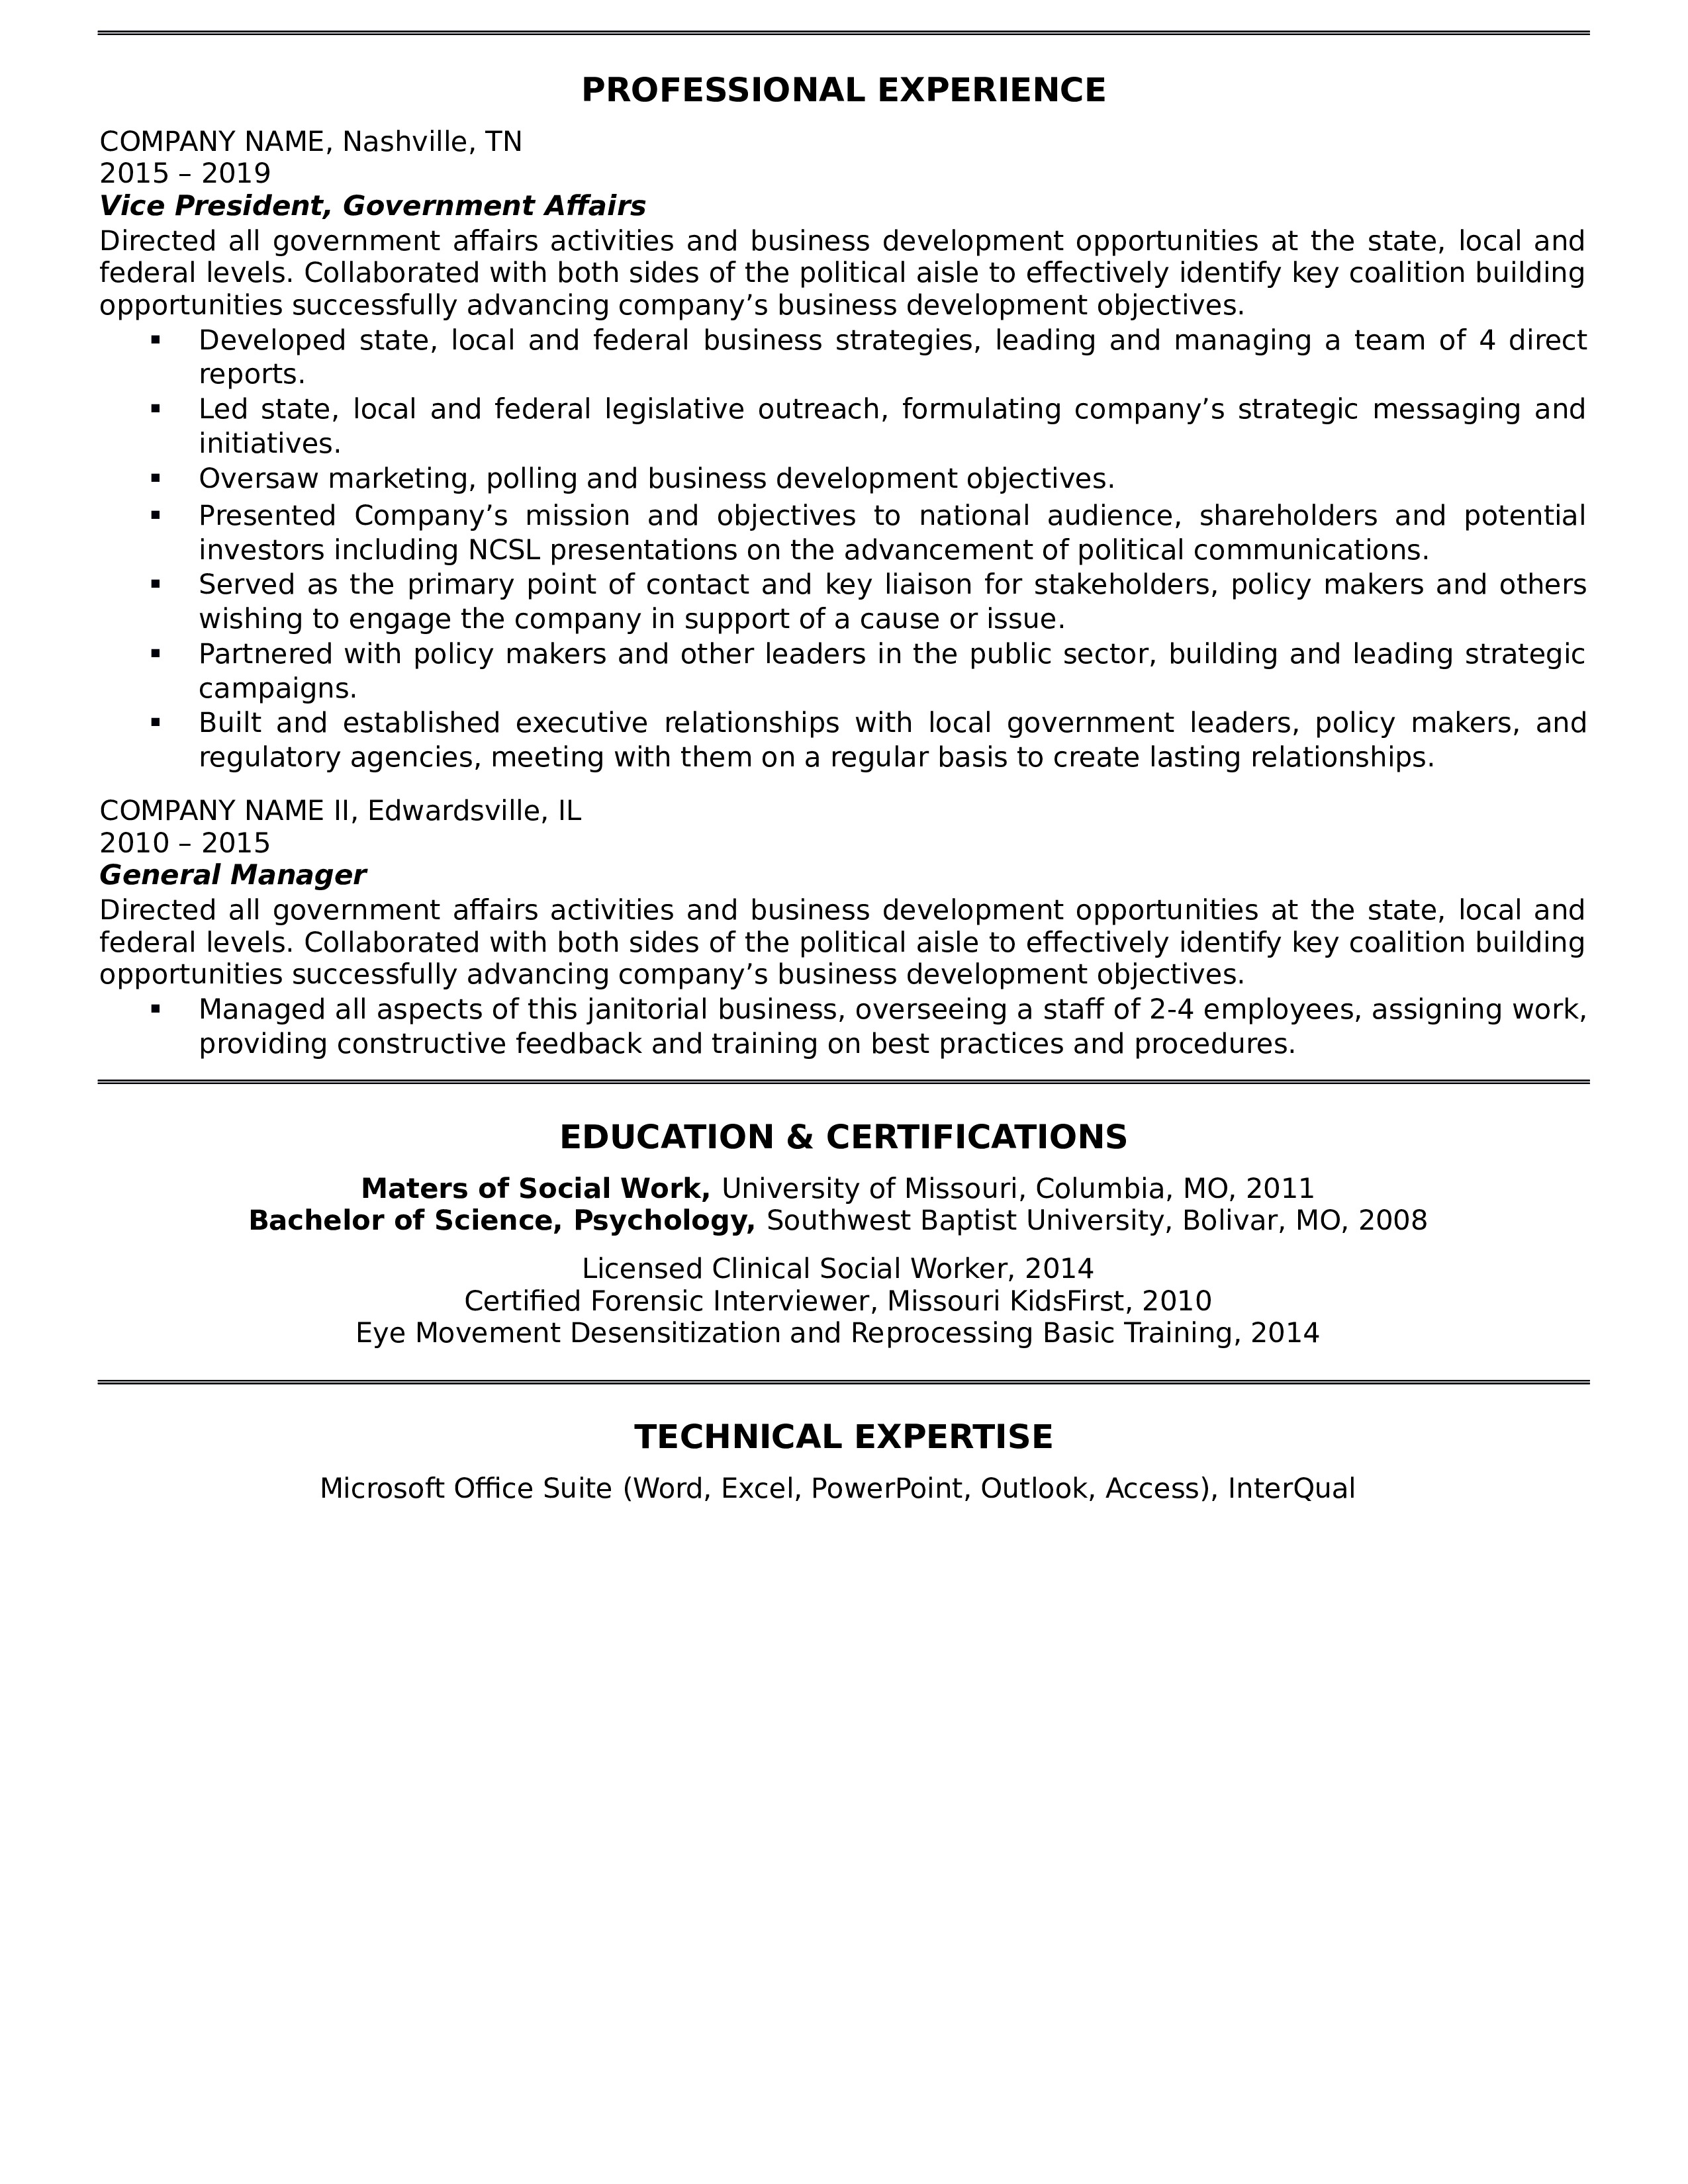 PROFESSIONAL EXPERIENCE
COMPANY NAME, Nashville, TN
2015 – 2019
Vice President, Government Affairs
Directed all government affairs activities and business development opportunities at the state, local and
federal levels. Collaborated with both sides of the political aisle to effectively identify key coalition building
opportunities successfully advancing company’s business development objectives.
▪ Developed state, local and federal business strategies, leading and managing a team of 4 direct
reports.
▪ Led state, local and federal legislative outreach, formulating company’s strategic messaging and
initiatives.
▪ Oversaw marketing, polling and business development objectives.
▪ Presented Company’s mission and objectives to national audience, shareholders and potential
investors including NCSL presentations on the advancement of political communications.
▪ Served as the primary point of contact and key liaison for stakeholders, policy makers and others
wishing to engage the company in support of a cause or issue.
▪ Partnered with policy makers and other leaders in the public sector, building and leading strategic
campaigns.
▪ Built and established executive relationships with local government leaders, policy makers, and
regulatory agencies, meeting with them on a regular basis to create lasting relationships.
COMPANY NAME II, Edwardsville, IL
2010 – 2015
General Manager
Directed all government affairs activities and business development opportunities at the state, local and
federal levels. Collaborated with both sides of the political aisle to effectively identify key coalition building
opportunities successfully advancing company’s business development objectives.
▪ Managed all aspects of this janitorial business, overseeing a staff of 2-4 employees, assigning work,
providing constructive feedback and training on best practices and procedures.
EDUCATION & CERTIFICATIONS
Maters of Social Work, University of Missouri, Columbia, MO, 2011
Bachelor of Science, Psychology, Southwest Baptist University, Bolivar, MO, 2008
Licensed Clinical Social Worker, 2014
Certified Forensic Interviewer, Missouri KidsFirst, 2010
Eye Movement Desensitization and Reprocessing Basic Training, 2014
TECHNICAL EXPERTISE
Microsoft Office Suite (Word, Excel, PowerPoint, Outlook, Access), InterQual